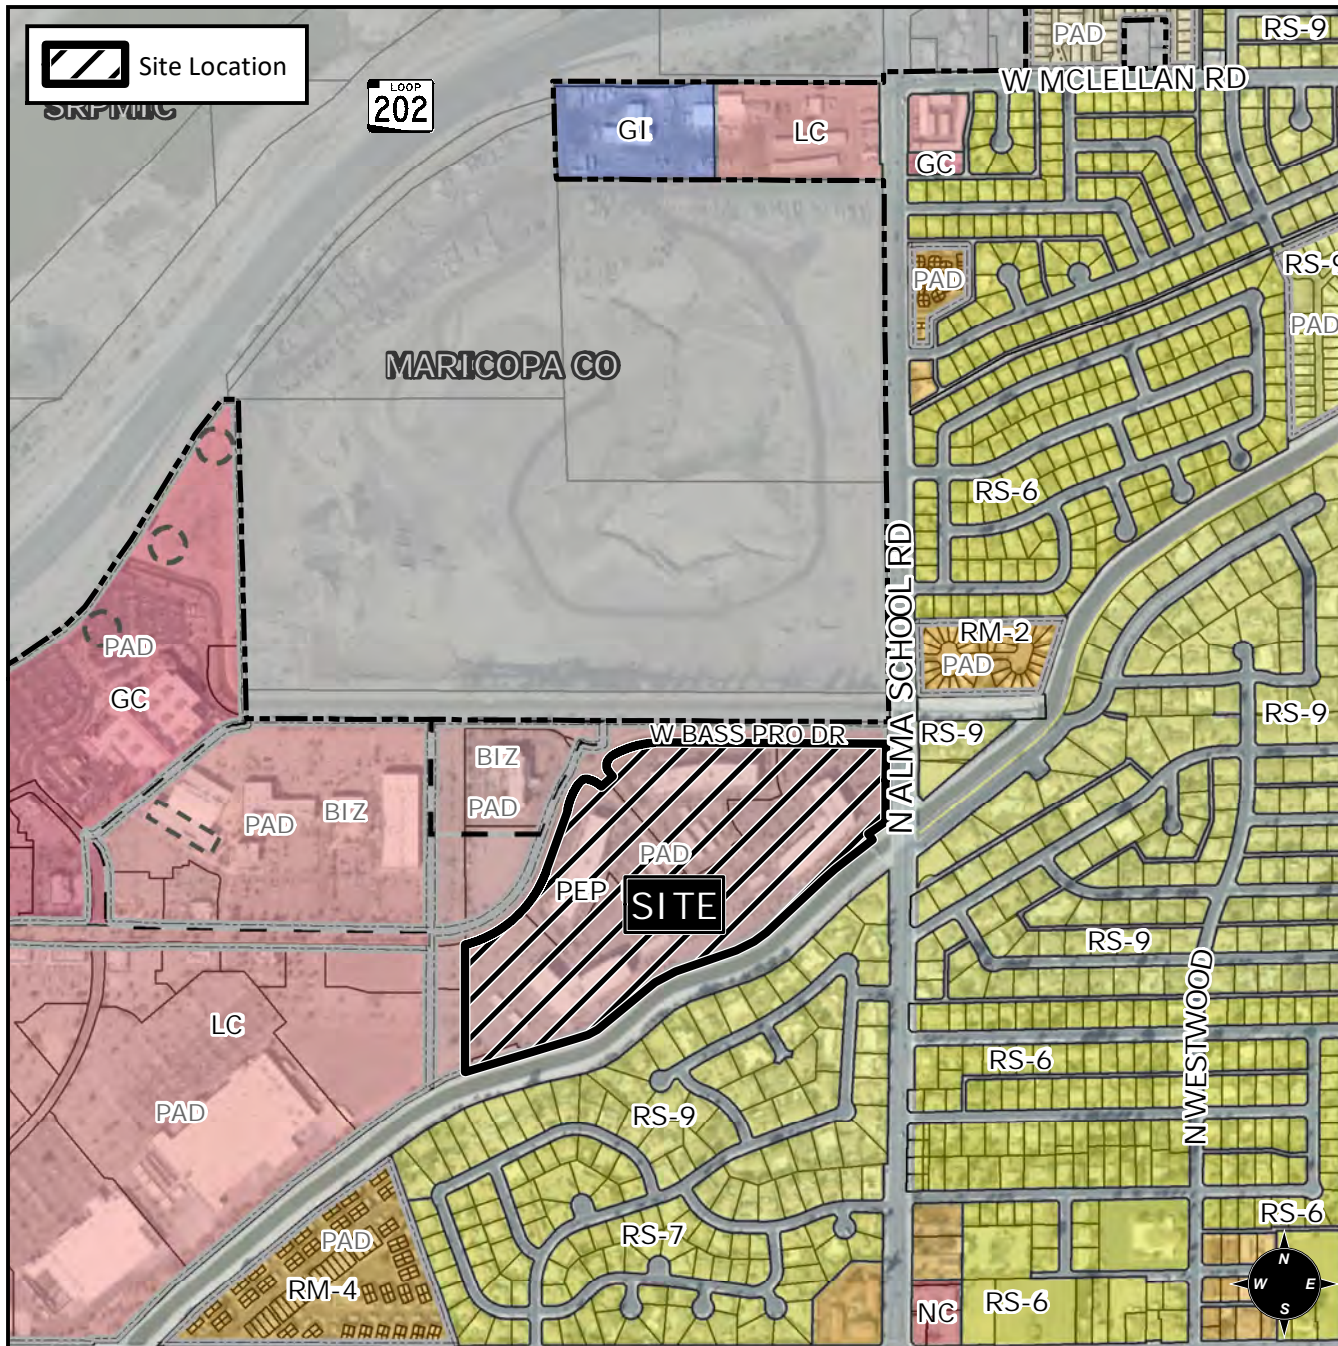 Site Location
SRPMIC
LOOP
202
PAD
RS-9
W MCLELLAN RD
GI
LC
GC
PAD
RS-9
PAD
MARICOPA CO
RS-6
N ALMA SCHOOL RD
RM-2
PAD
PAD
GC
RS-9
RS-9
W BASS PRO DR
BIZ
PAD
PAD
BIZ
PAD
PEP
SITE
RS-9
N WESTWOOD
LC
PAD
RS-6
RS-9
RS-7
PAD
RM-4
RS-6
RS-6
NC
N
W
E
S